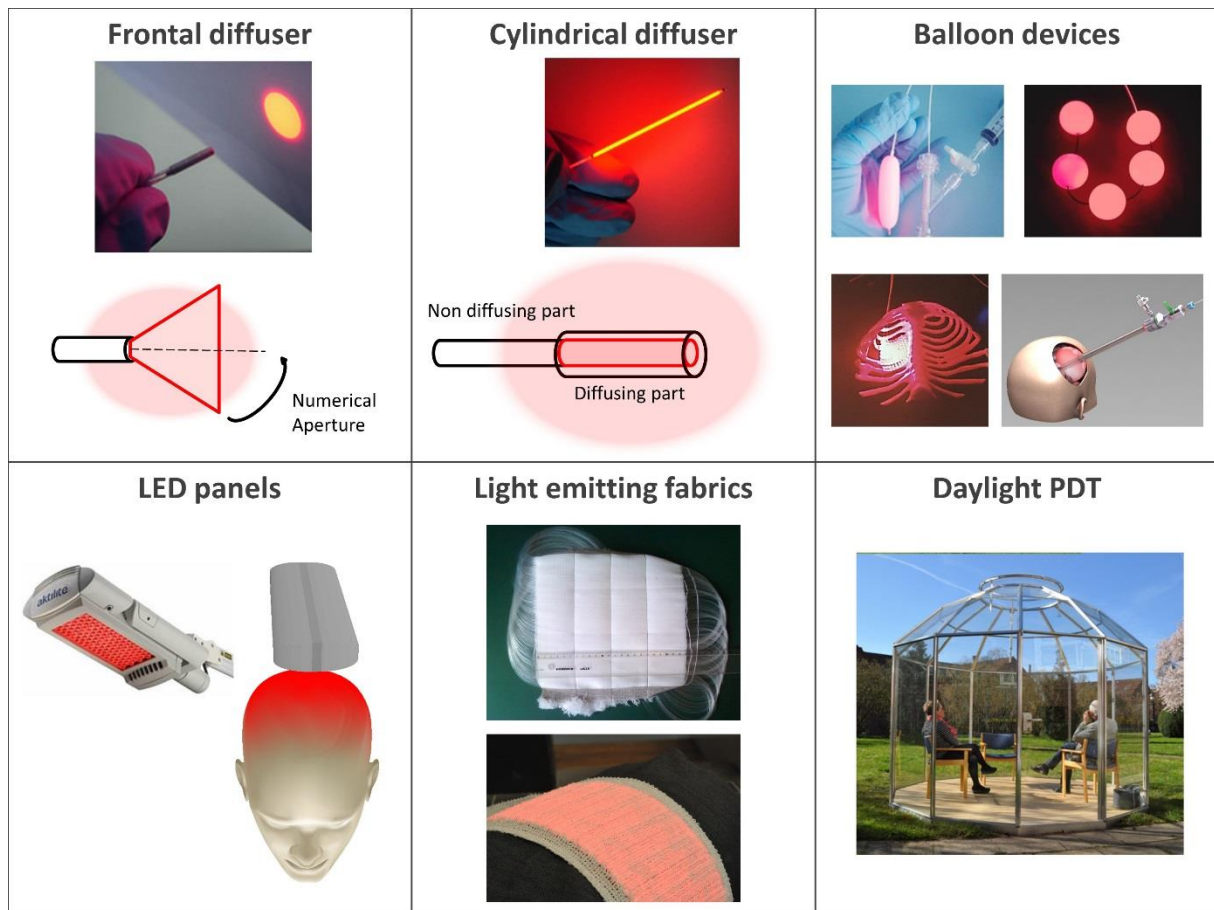 Frontal diffuser
Cylindrical diffuser
Balloon devices
Numerical
Aperture
Non diffusing part
Diffusing part
LED panels
Light emitting fabrics
Daylight PDT
aktilite